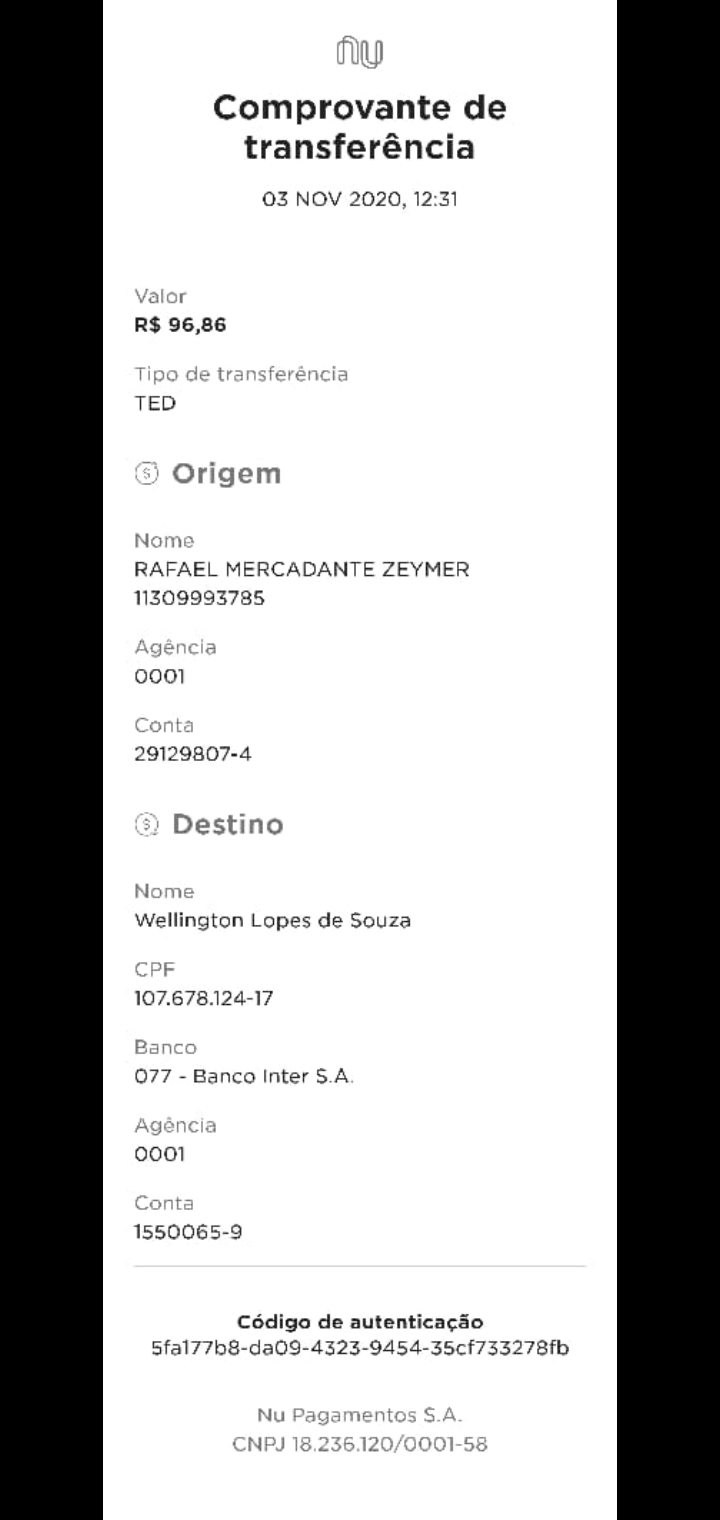 nu
Comprovante de
transferência
03 NOV 2020, 12:31
Valor
R$ 96,86
Tipo de transferência
TED
Origem
Nome
RAFAEL MERCADANTE ZEYMER
11309993785
Agência
0001
Conta
29129807-4
Destino
Nome
Wellington Lopes de Souza
CPF
107.678.124-17
Banco
077 - Banco Inter S.A.
Agência
0001
Conta
1550065-9
Código de autenticação
5fa177b8-da09-4323-9454-35cf733278fb
Nu Pagamentos S.A.
CNPJ 18.236.120/0001-58